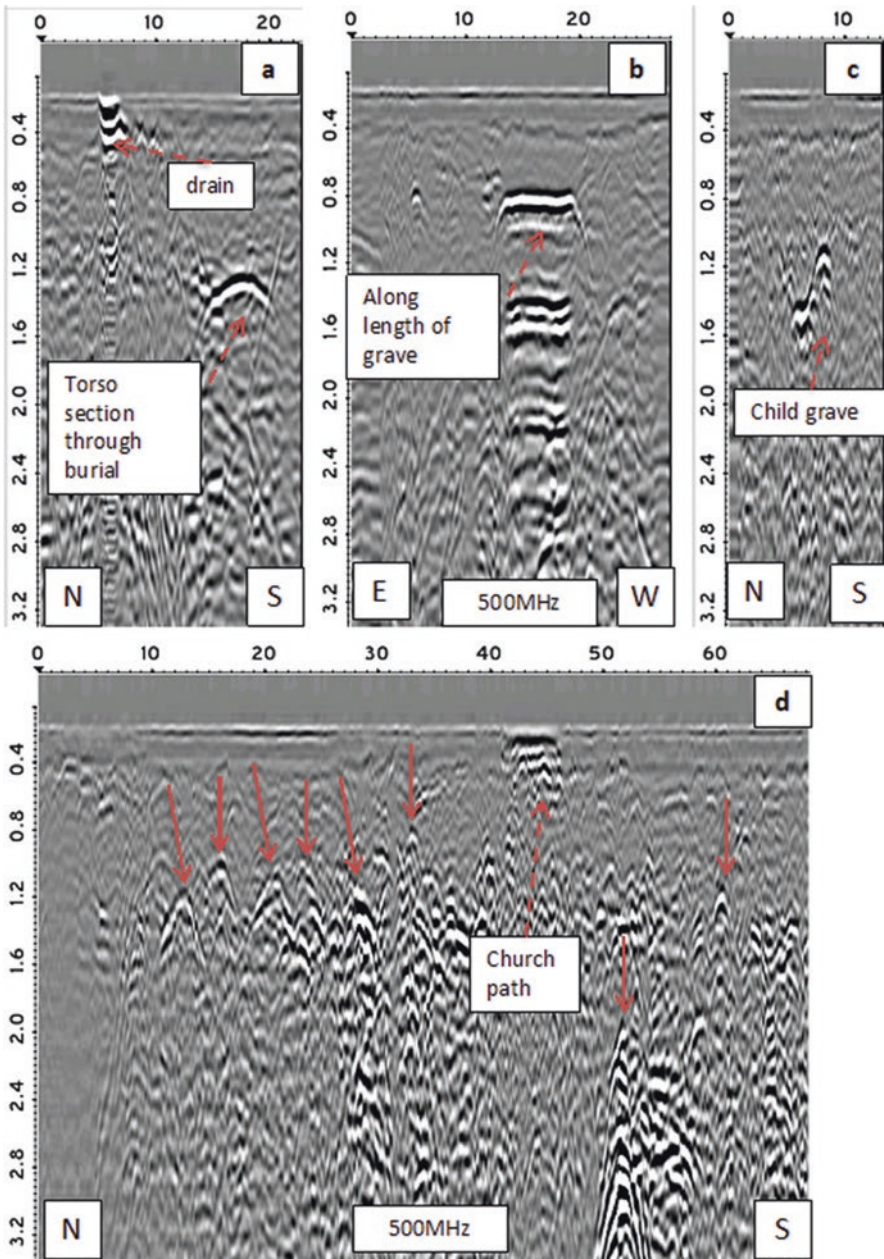 0 10 20
a
0.4
drain
0.8
1.2
1.6
Torso
section
through
burial
2.0
2.4
2.8
3.2
N S
0 10 20
b
0.4
0.8
1.2
Along
length of
grave
1.6
2.0
2.4
2.8
3.2
E 500MHz W
0 10
c
0.4
0.8
1.2
1.6
Child grave
2.0
2.4
2.8
3.2
N S
0 10 20 30 40 50 60
d
0.4
0.8
1.2
1.6
Church
path
2.0
2.4
2.8
3.2
N 500MHz S